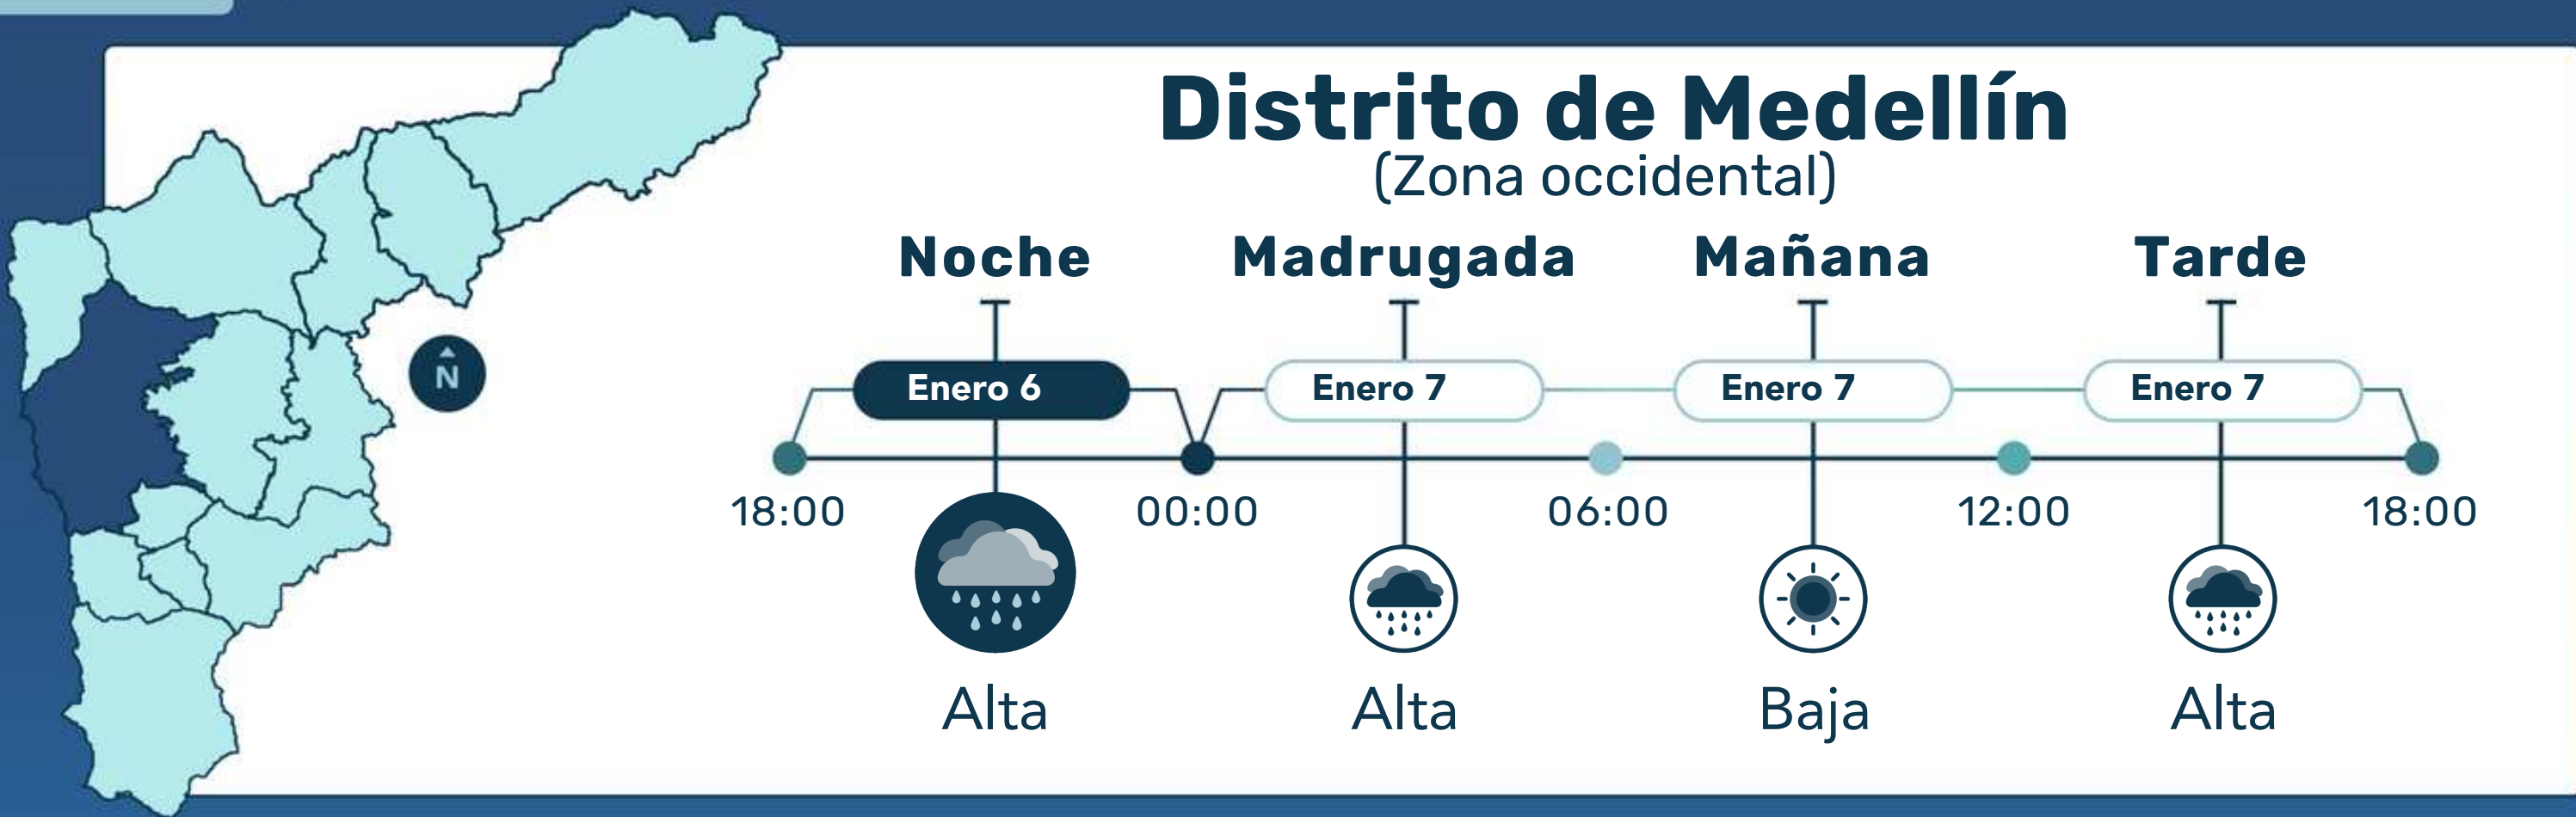 Distrito de Medellín
(Zona occidental)
Noche Madrugada Mañana Tarde
N
Enero 6 Enero 7 Enero 7 Enero 7
18:00 00:00 06:00 12:00 18:00
Alta Alta Baja Alta